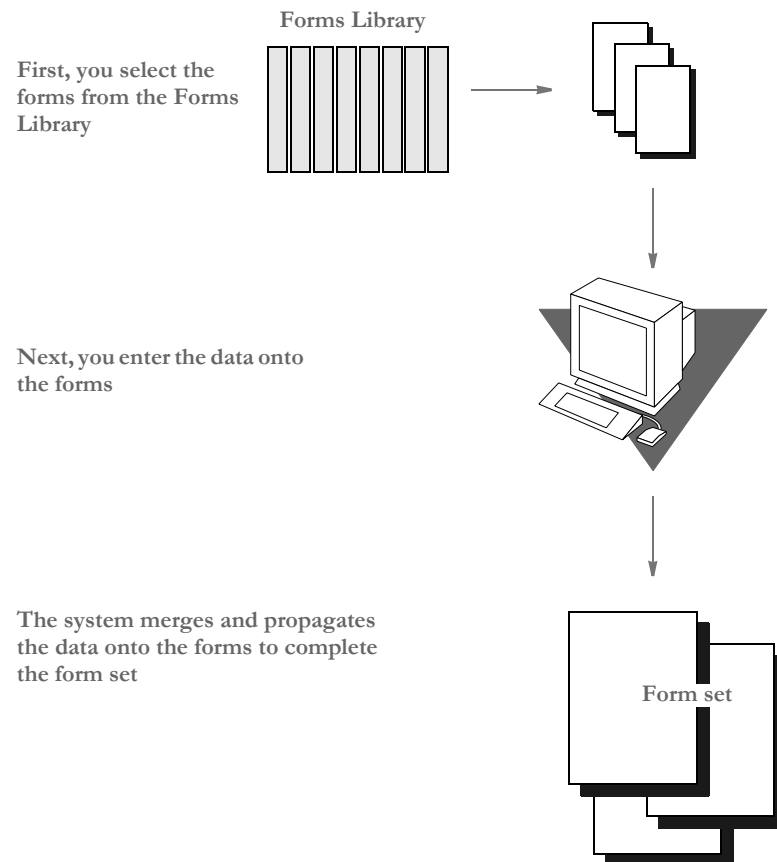 Forms Library
First, you select the
forms from the Forms
Library
Next, you enter the data onto
the forms
The system merges and propagates
the data onto the forms to complete
the form set
Form set